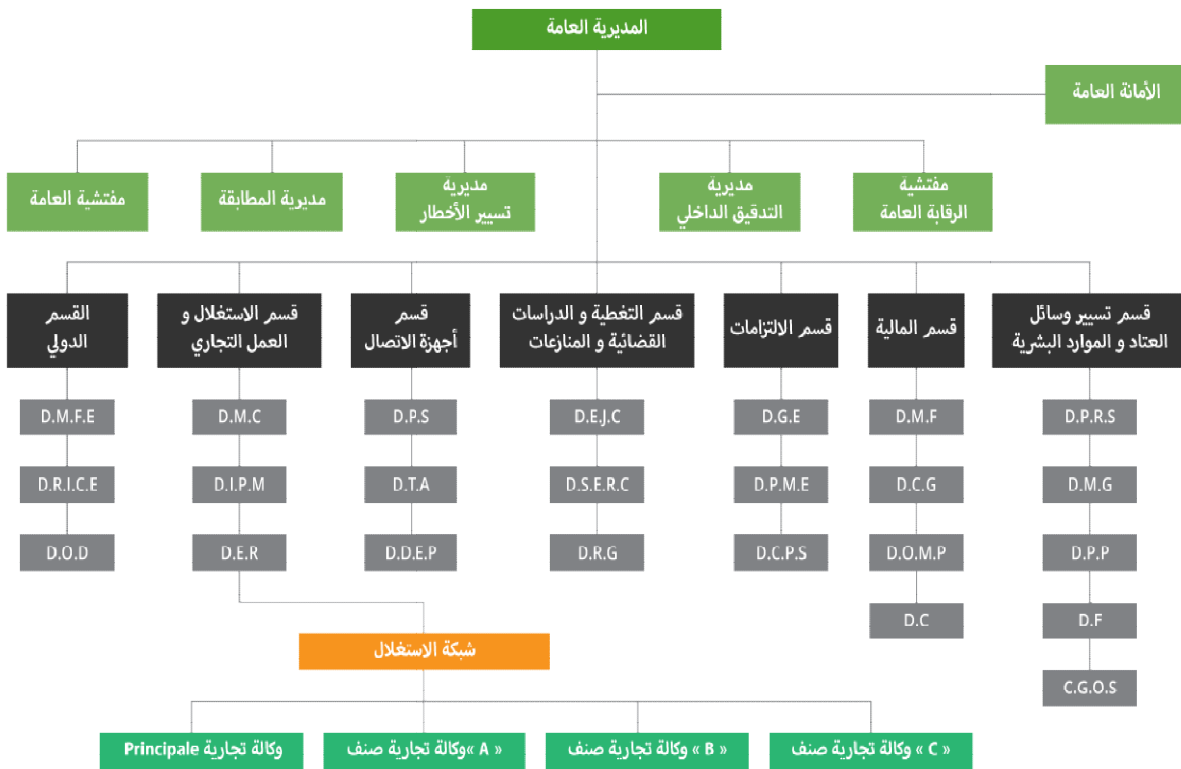 المديرية العامة
الأمانة العامة
مفتشية
الرقابة العامة
مديرية
التدقيق الداخلي
مديرية
تسيير الأخطار
مديرية المطابقة
مفتشية العامة
قسم تسيير وسائل
العتاد و الموارد البشرية
قسم المالية
قسم الالتزامات
قسم التغطية و الدراسات
القضائية و المنازعات
قسم
أجهزة الاتصال
قسم الاستغلال و
العمل التجاري
القسم
الدولي
D.P.R.S
D.M.G
D.P.P
D.F
C.G.O.S
D.M.F
D.C.G
D.O.M.P
D.C
D.G.E
D.P.M.E
D.C.P.S
D.E.J.C
D.S.E.R.C
D.R.G
D.P.S
D.T.A
D.D.E.P
D.M.C
D.I.P.M
D.E.R
D.M.F.E
D.R.I.C.E
D.O.D
شبكة الاستغلال
« C » وكالة تجارية صنف
« B » وكالة تجارية صنف
« A »وكالة تجارية صنف
وكالة تجارية Principale